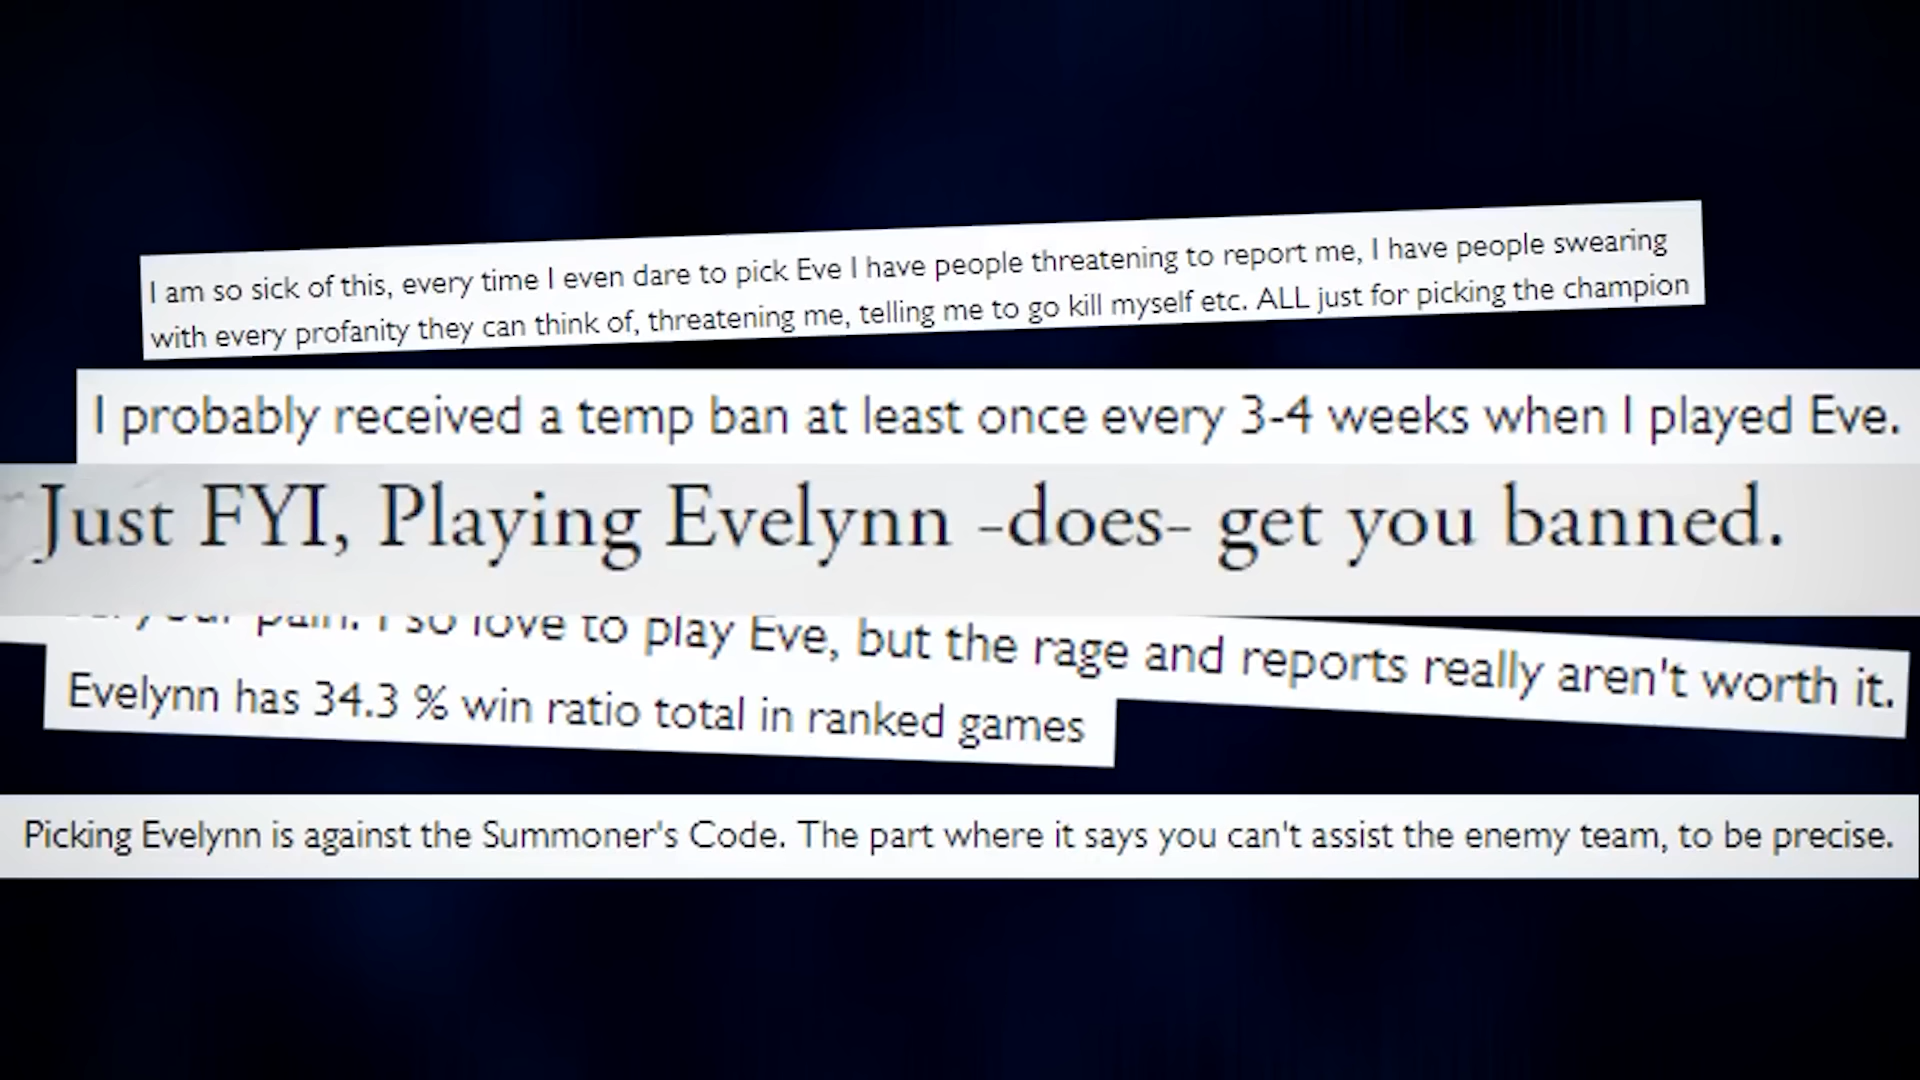 I am so sick of this, every time I even dare to pick Eve I have people threatening to report me, I have people swearing
with every profanity they can think of, threatening me, telling me to go kill myself etc. ALL just for picking the champion
I probably received a temp ban at least once every 3-4 weeks when I played Eve.
Just FYI, Playing Evelynn -does- get you banned.
your pain. I so love to play Eve, but the rage and reports really aren't worth it.
Evelynn has 34.3 % win ratio total in ranked games
Picking Evelynn is against the Summoner's Code. The part where it says you can't assist the enemy team, to be precise.